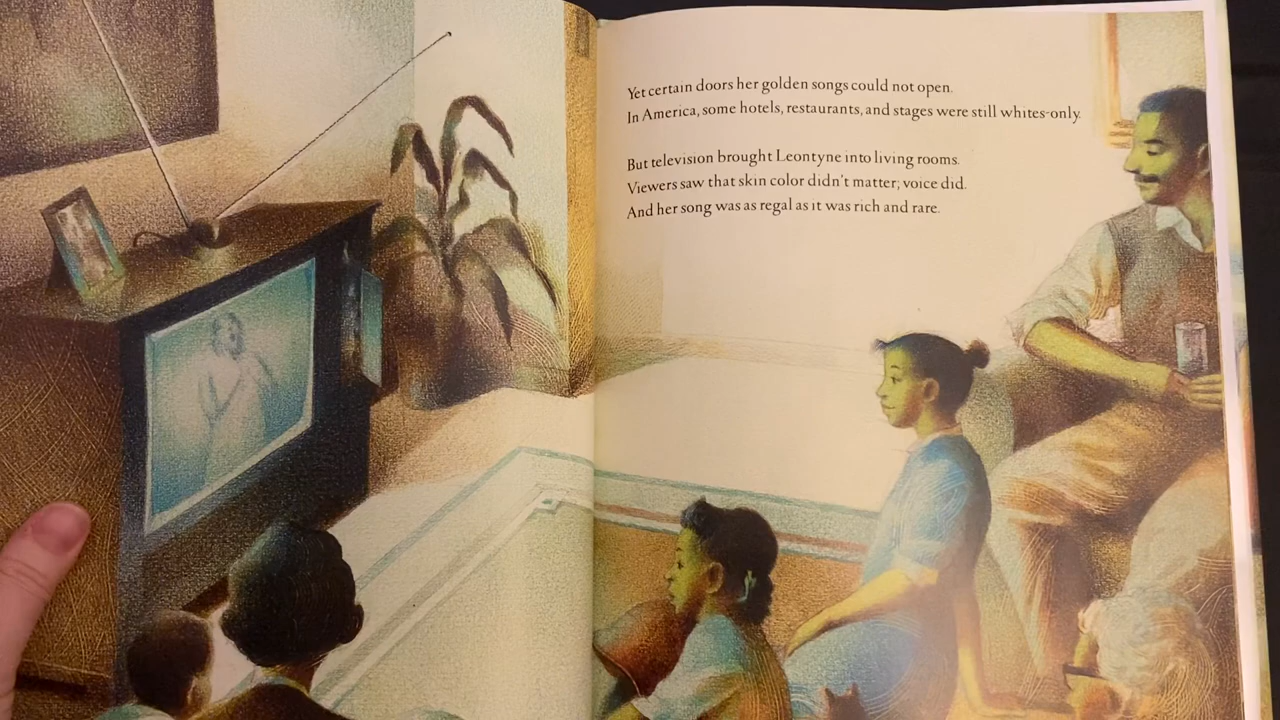 Yet certain doors her golden songs could not open.
In America, some hotels, restaurants, and stages were still whites-only.
But television brought Leontyne into living rooms.
Viewers saw that skin color didn't matter; voice did.
And her song was as regal as it was rich and rare.